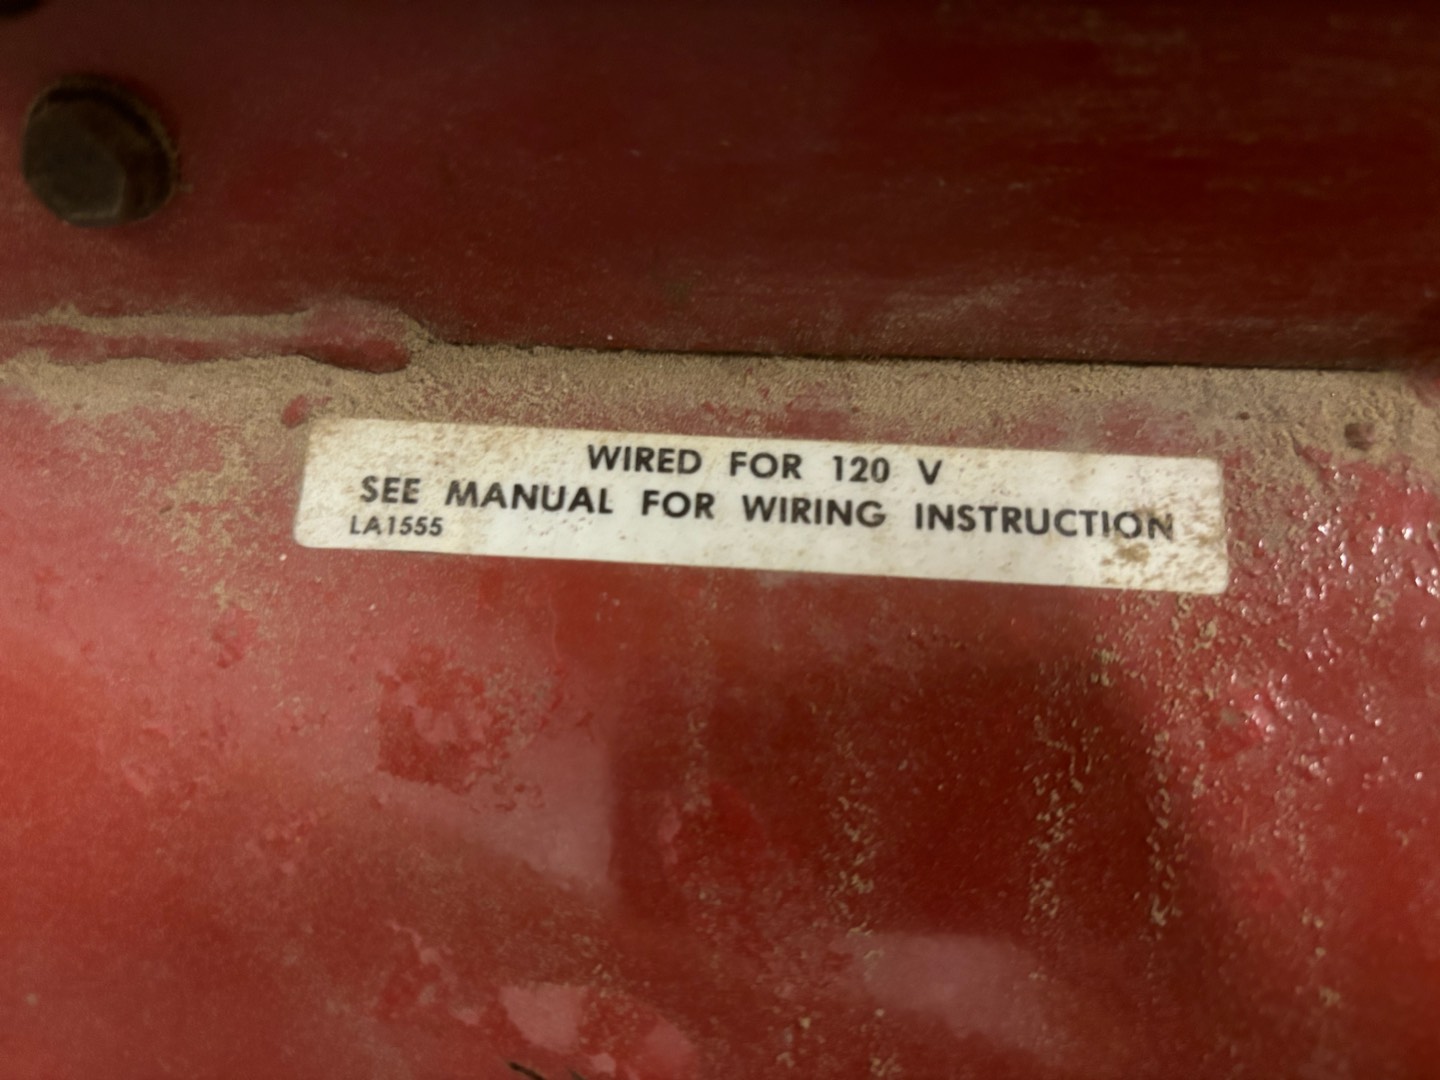 WIRED FOR 120 V
SEE MANUAL FOR WIRING INSTRUCTION
LA1555